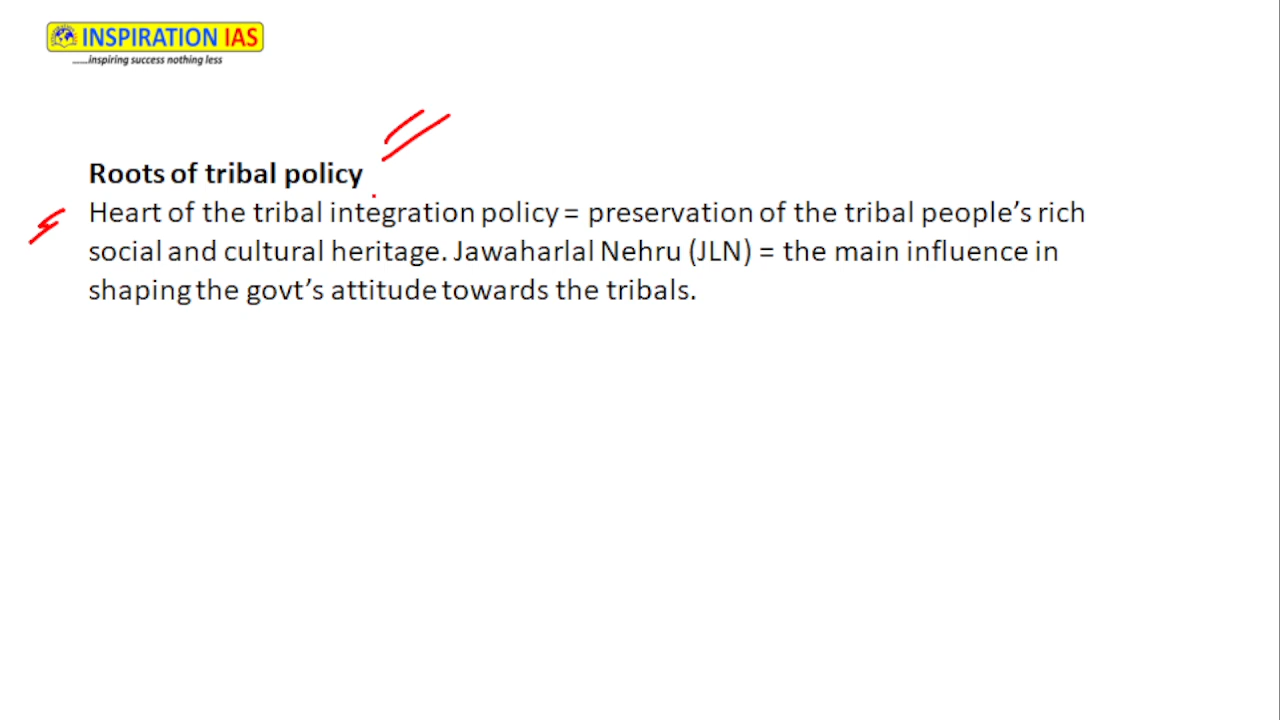 INSPIRATION IAS
......inspiring success nothing less
Roots of tribal policy
Heart of the tribal integration policy = preservation of the tribal people’s rich
social and cultural heritage. Jawaharlal Nehru (JLN) = the main influence in
shaping the govt’s attitude towards the tribals.